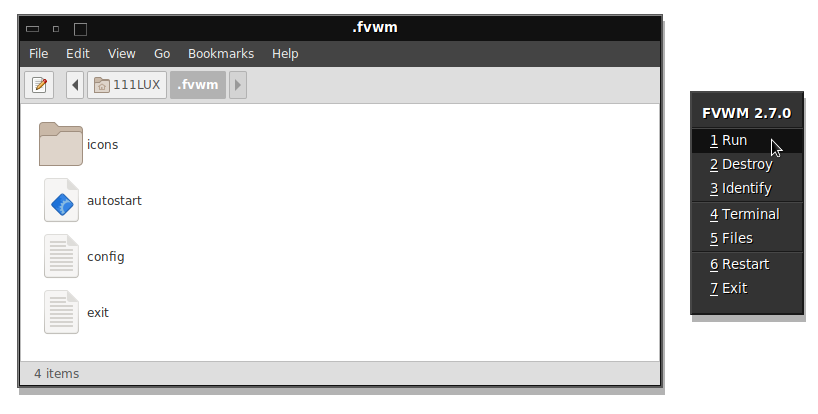 .fvwm
File Edit View Go Bookmarks Help
111LUX .fvwm
icons
autostart
config
exit
4 items
FVWM 2.7.0
1 Run
2 Destroy
3 Identify
4 Terminal
5 Files
6 Restart
7 Exit